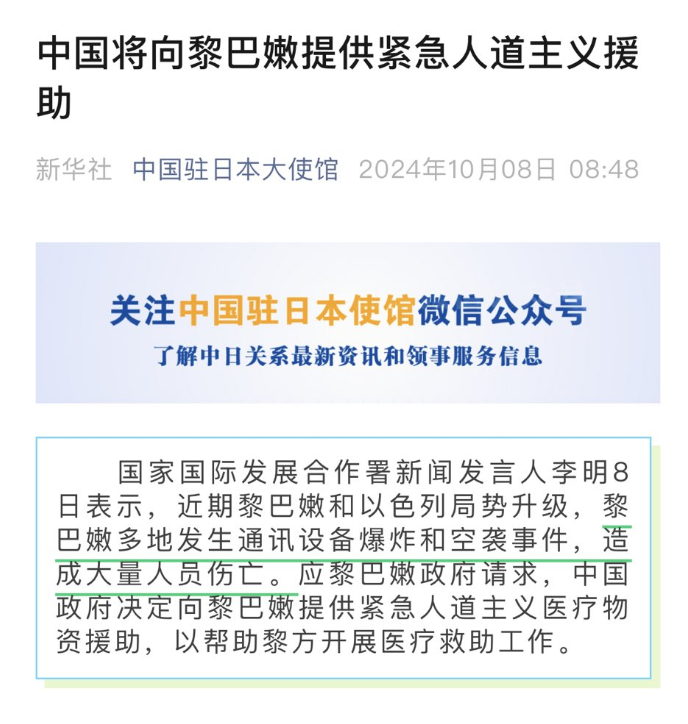 中国将向黎巴嫩提供紧急人道主义援
助
新华社 中国驻日本大使馆 2024年10月08日 08:48
关注中国驻日本使馆微信公众号
了解中日关系最新资讯和领事服务信息
国家国际发展合作署新闻发言人李明8
日表示，近期黎巴嫩和以色列局势升级，黎
巴嫩多地发生通讯设备爆炸和空袭事件，造
成大量人员伤亡。应黎巴嫩政府请求，中国
政府决定向黎巴嫩提供紧急人道主义医疗物
资援助，以帮助黎方开展医疗救助工作。